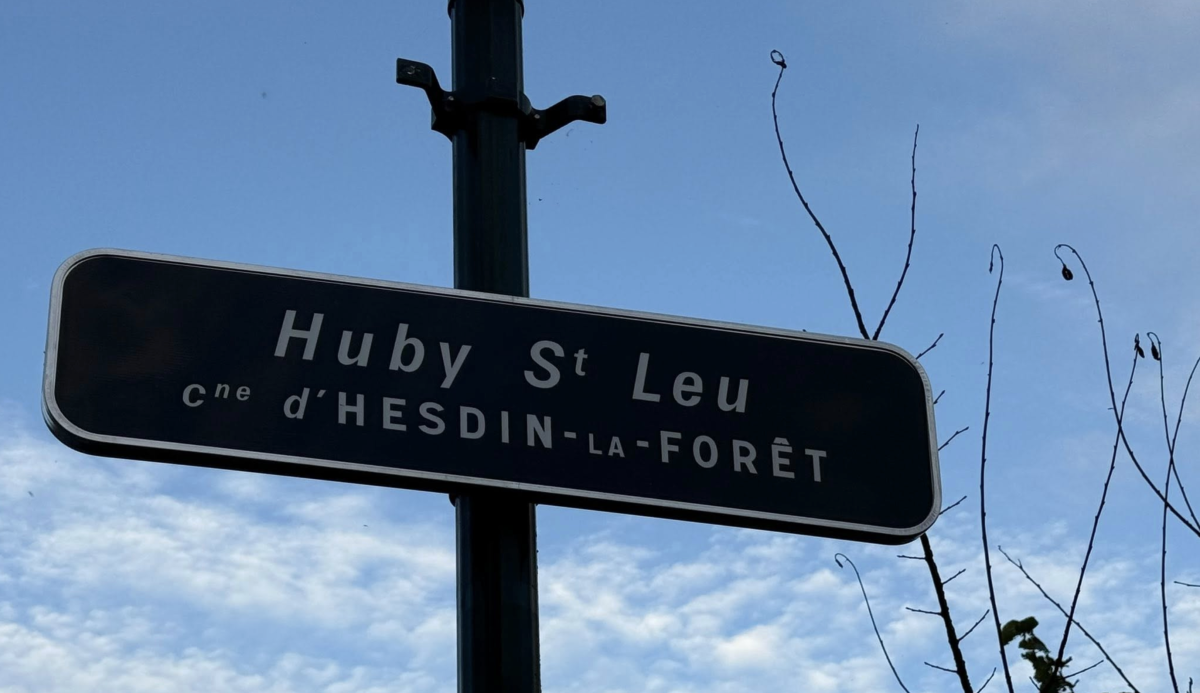 Huby St Leu
Cne d'HESDIN-LA-FORÊT